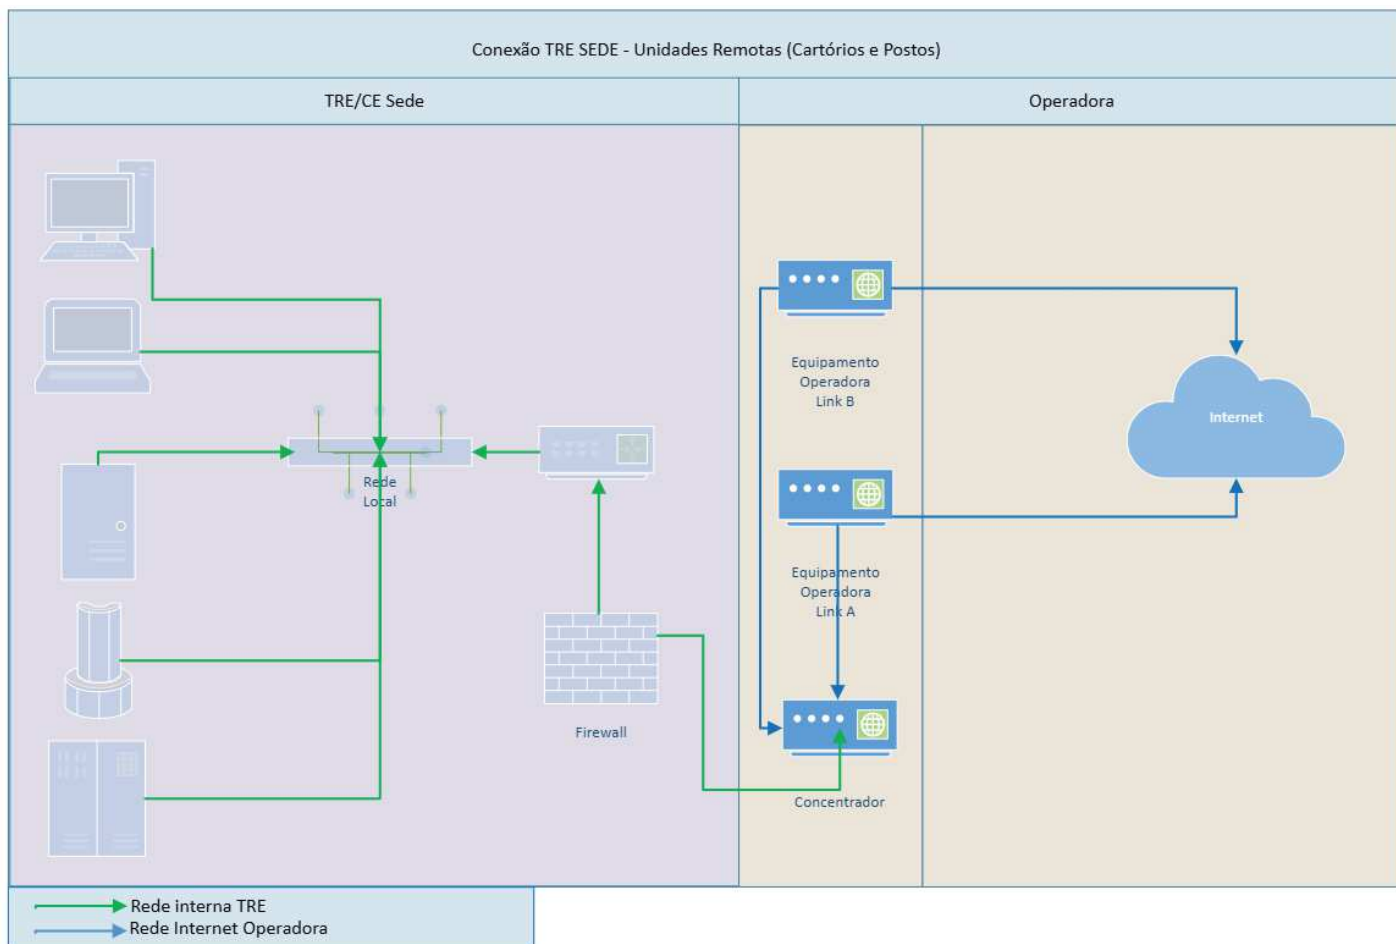 Conexão TRE SEDE - Unidades Remotas (Cartórios e Postos)
TRE/CE Sede
Operadora
Equipamento
Operadora
Link B
Internet
Rede
Local
Equipamento
Operadora
Link A
Firewall
Concentrador
Rede interna TRE
Rede Internet Operadora